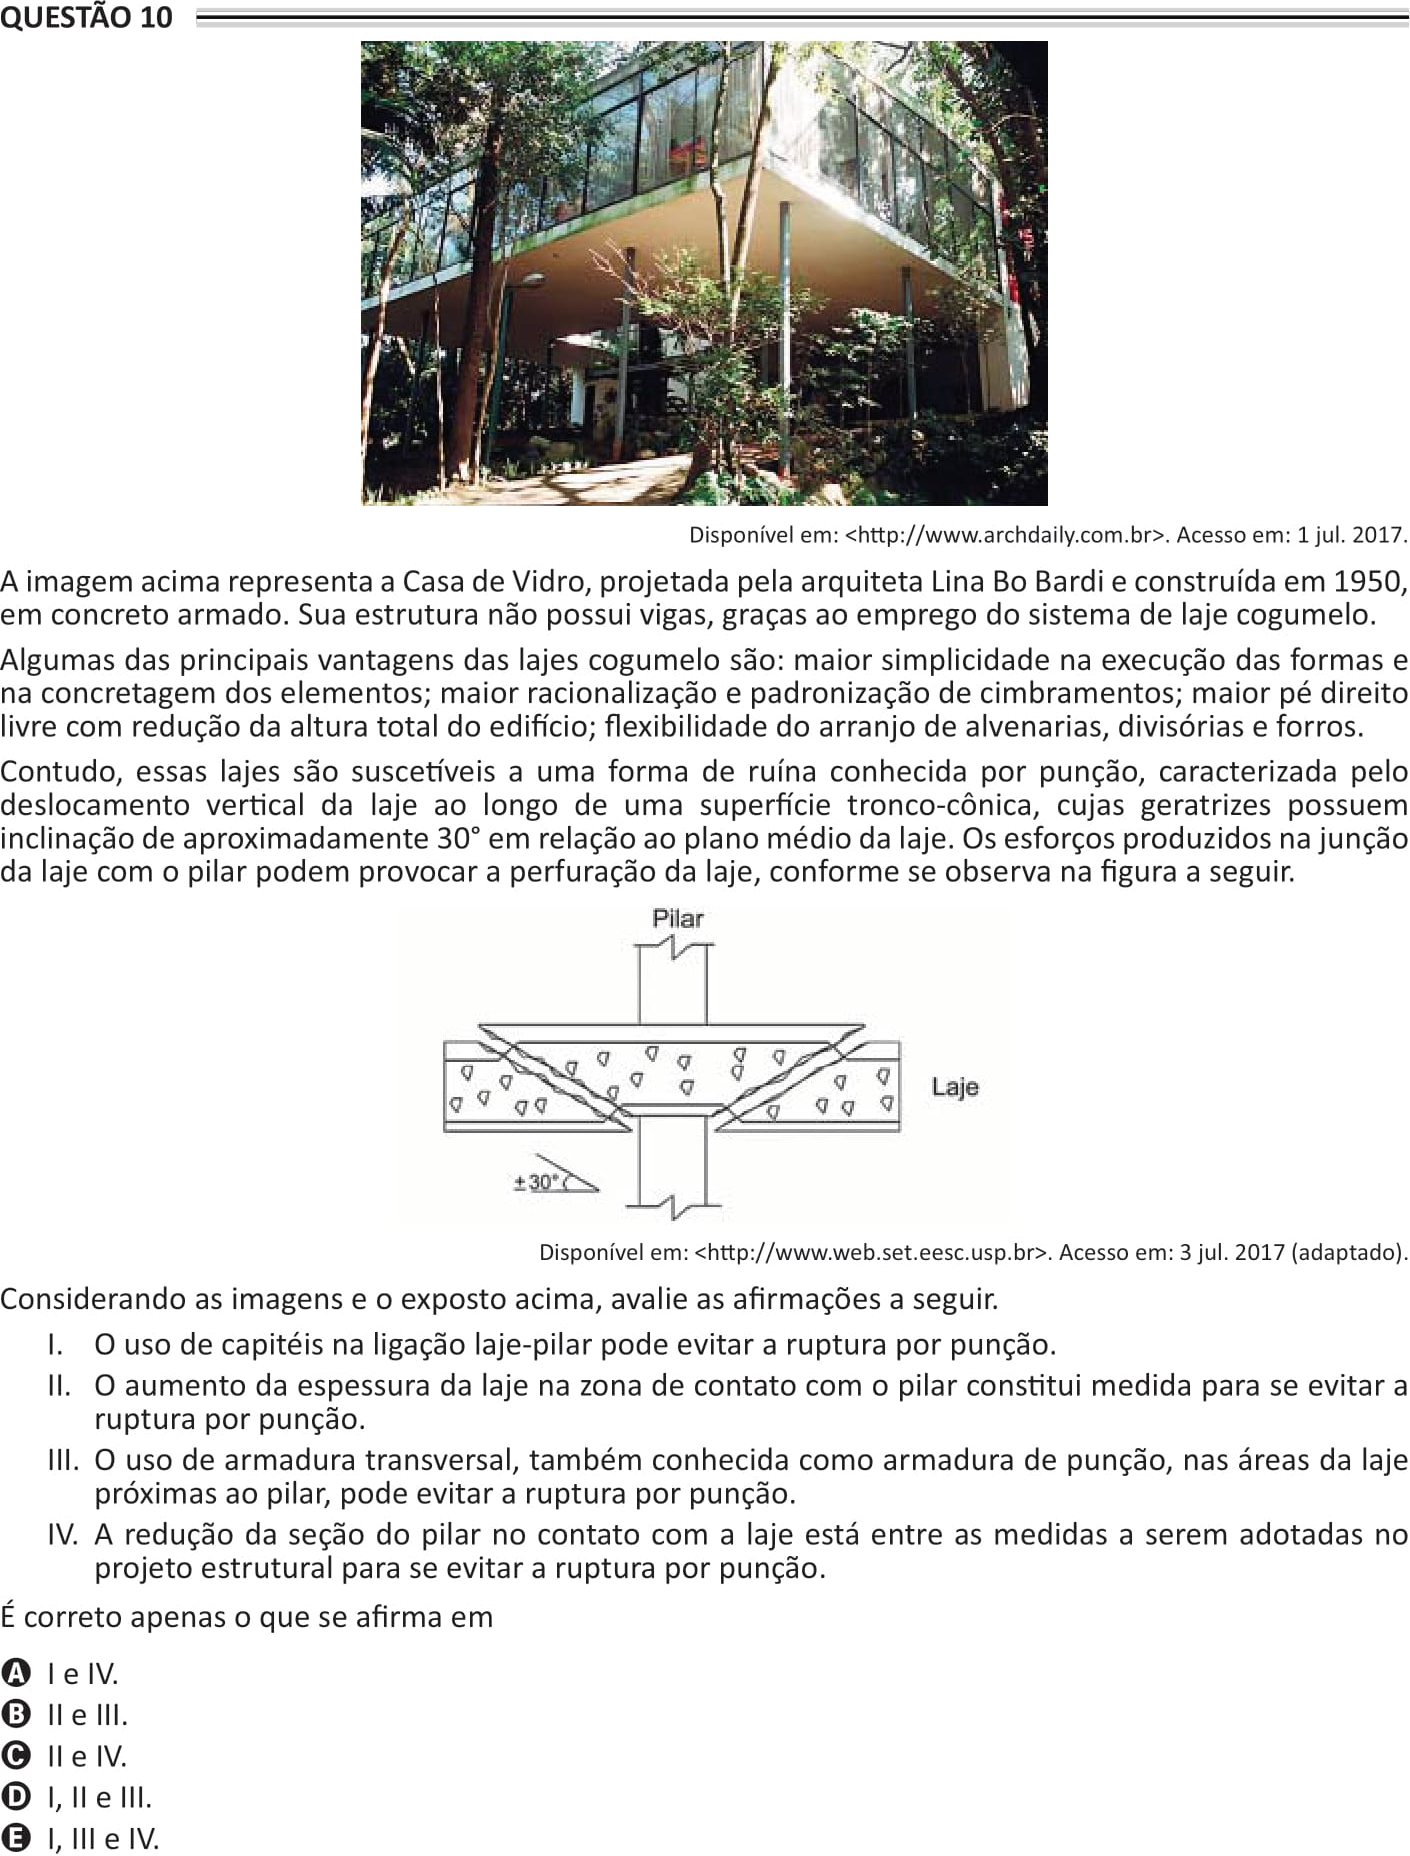 QUESTÃO 10
Disponível em: <http://www.archdaily.com.br>. Acesso em: 1 jul. 2017.
A imagem acima representa a Casa de Vidro, projetada pela arquiteta Lina Bo Bardi e construída em 1950,
em concreto armado. Sua estrutura não possui vigas, graças ao emprego do sistema de laje cogumelo.
Algumas das principais vantagens das lajes cogumelo são: maior simplicidade na execução das formas e
na concretagem dos elementos; maior racionalização e padronização de cimbramentos; maior pé direito
livre com redução da altura total do edifício; flexibilidade do arranjo de alvenarias, divisórias e forros.
Contudo, essas lajes são suscetíveis a uma forma de ruína conhecida por punção, caracterizada pelo
deslocamento vertical da laje ao longo de uma superfície tronco-cônica, cujas geratrizes possuem
inclinação de aproximadamente 30° em relação ao plano médio da laje. Os esforços produzidos na junção
da laje com o pilar podem provocar a perfuração da laje, conforme se observa na figura a seguir.
Pilar
Laje
±30°
Disponível em: <http://www.web.set.eesc.usp.br>. Acesso em: 3 jul. 2017 (adaptado).
Considerando as imagens e o exposto acima, avalie as afirmações a seguir.
I. O uso de capitéis na ligação laje-pilar pode evitar a ruptura por punção.
II. O aumento da espessura da laje na zona de contato com o pilar constitui medida para se evitar a
ruptura por punção.
III. O uso de armadura transversal, também conhecida como armadura de punção, nas áreas da laje
próximas ao pilar, pode evitar a ruptura por punção.
IV. A redução da seção do pilar no contato com a laje está entre as medidas a serem adotadas no
projeto estrutural para se evitar a ruptura por punção.
É correto apenas o que se afirma em
A I e IV.
B II e III.
C II e IV.
D I, II e III.
E I, III e IV.